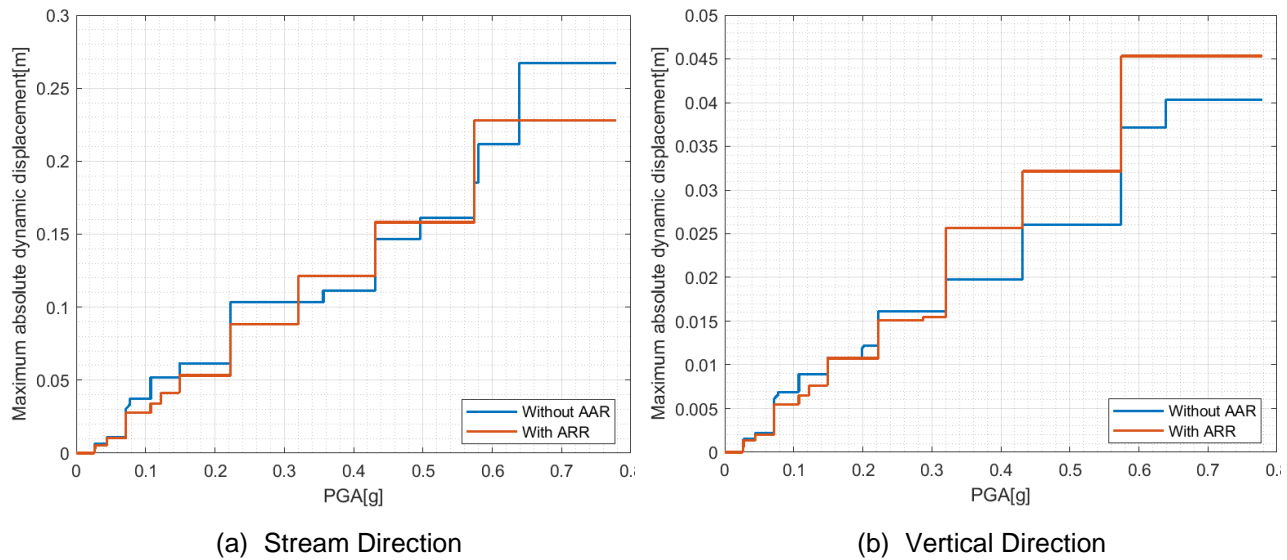 Maximum absolute dynamic displacement[m]
0.3
0.25
0.2
0.15
0.1
0.05
0
0 0.1 0.2 0.3 0.4 0.5 0.6 0.7 0.8
PGA[g]
Without AAR
With ARR
(a) Stream Direction
Maximum absolute dynamic displacement[m]
0.05
0.045
0.04
0.035
0.03
0.025
0.02
0.015
0.01
0.005
0
0 0.1 0.2 0.3 0.4 0.5 0.6 0.7 0.8
PGA[g]
Without AAR
With ARR
(b) Vertical Direction